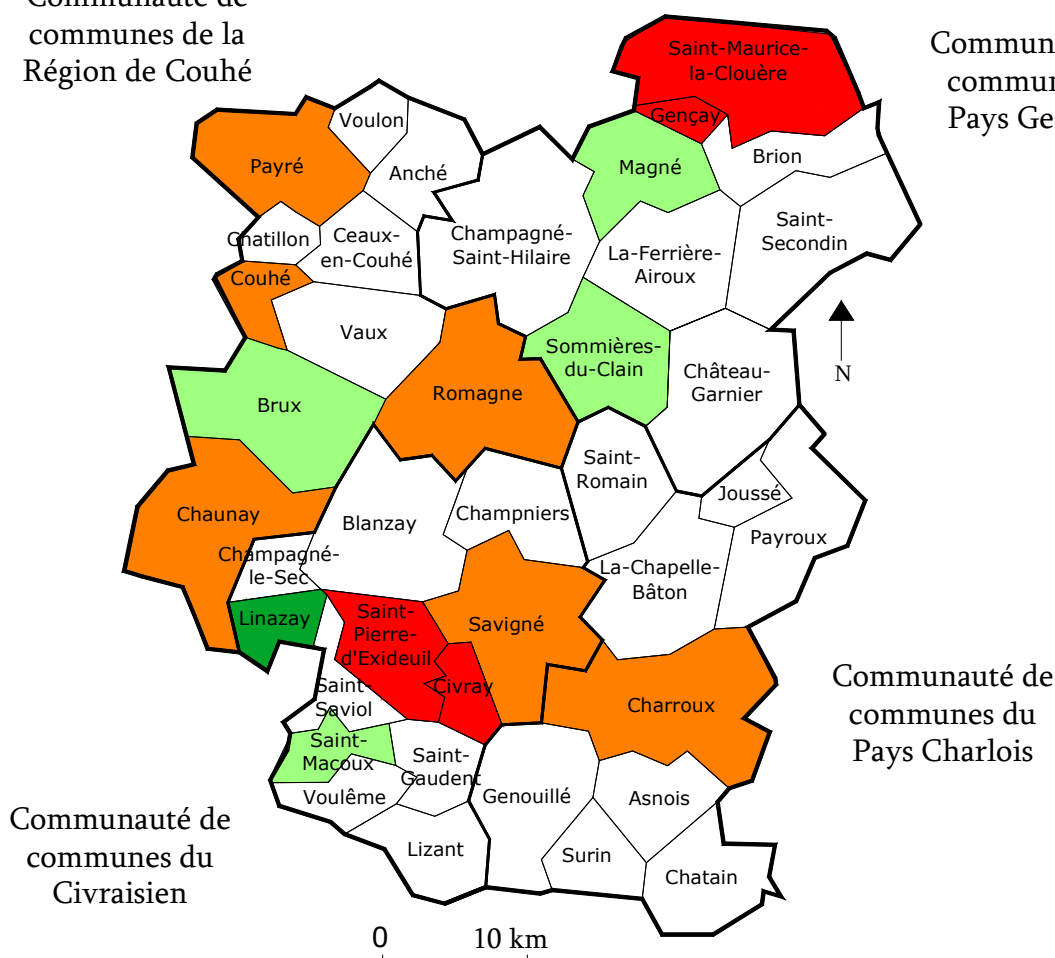 Communauté de
communes de la
Région de Couhé
Commun
commun
Pays Ge
Saint-Maurice-
la-Clouère
Gençay
Voulon
Payré
Anché
Magné
Brion
Chatillon
Ceaux-
en-Couhé
Champagné-
Saint-Hilaire
La-Ferrière-
Airoux
Saint-
Secondin
Couhé
Vaux
Sommières-
du-Clain
Château-
Garnier
N
Brux
Romagne
Saint-
Romain
Joussé
Chaunay
Blanzay
Champniers
Payroux
Champagné-
le-Sec
La-Chapelle-
Bâton
Linazay
Saint-
Pierre-
d'Exideuil
Savigné
Civray
Charroux
Saint-
Saviol
Communauté de
communes du
Pays Charlois
Saint-
Macoux
Saint-
Gaudent
Voulême
Genouillé
Asnois
Communauté de
communes du
Civraisien
Lizant
Surin
Chatain
0 10 km